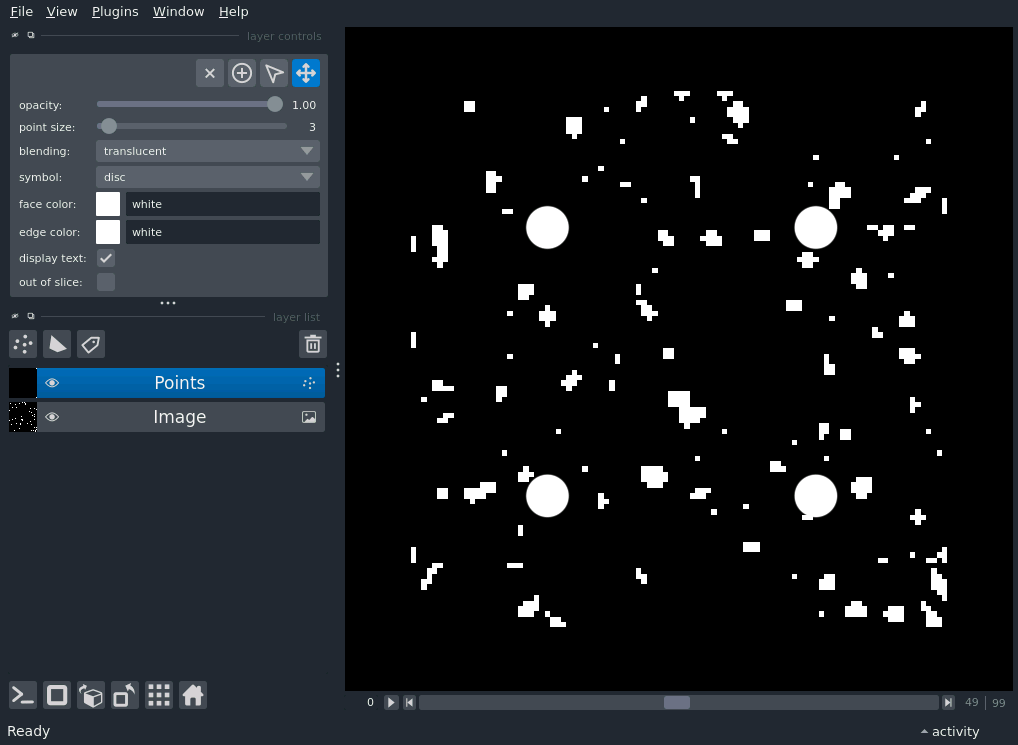 File View Plugins Window Help
layer controls
opacity: 1.00
point size: 3
blending: translucent
symbol: disc
face color: white
edge color: white
display text:
out of slice:
layer list
Points
Image
0 49 99
Ready activity